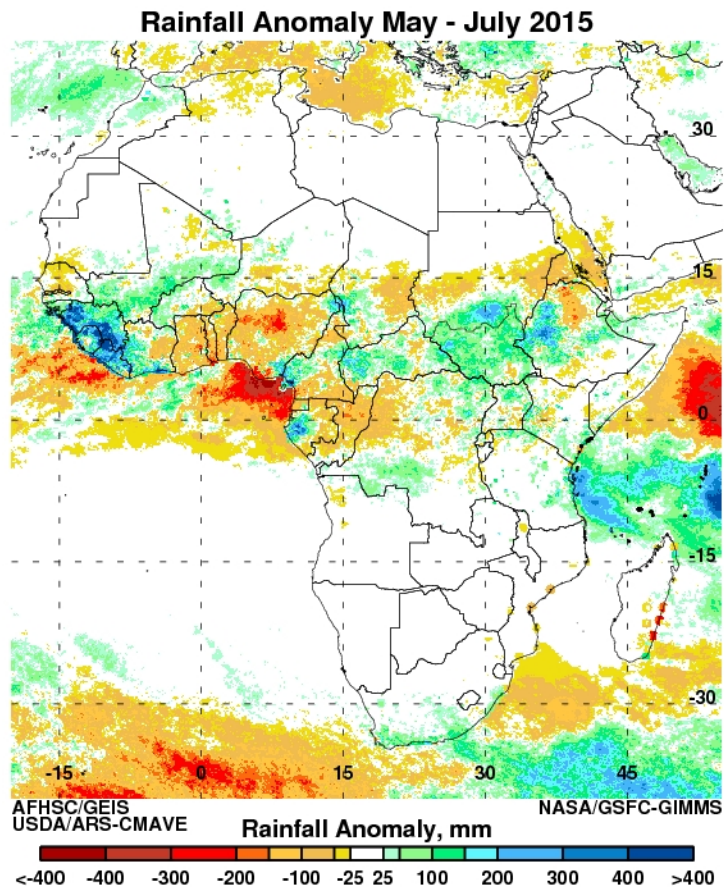 Rainfall Anomaly May - July 2015
30
15
0
-15
-30
-15 0 15 30 45
AFHSC/GEIS NASA/GSFC-GIMMS
USDA/ARS-CMAVE
Rainfall Anomaly, mm
<-400 -400 -300 -200 -100 -25 25 100 200 300 400 >400